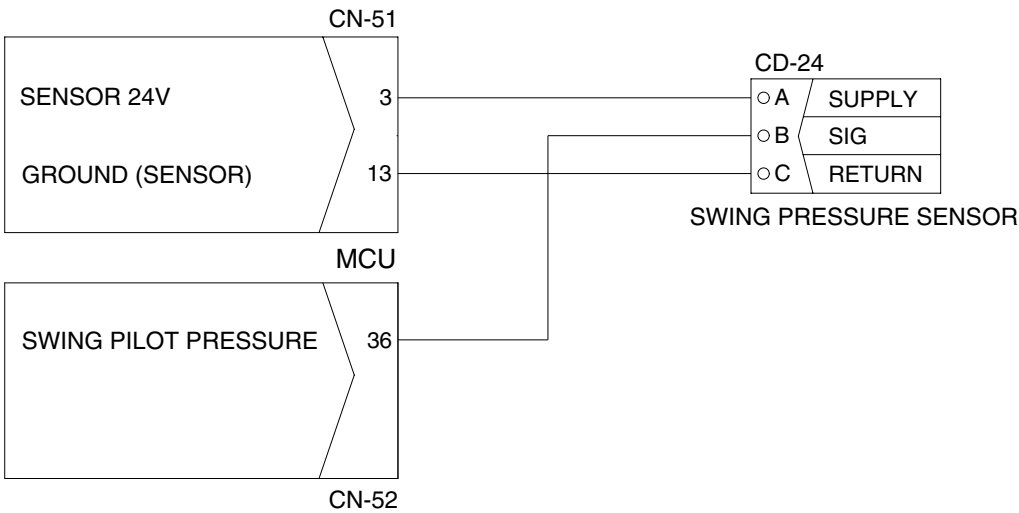 CN-51
SENSOR 24V 3
GROUND (SENSOR) 13
CD-24
A SUPPLY
B SIG
C RETURN
SWING PRESSURE SENSOR
MCU
SWING PILOT PRESSURE 36
CN-52